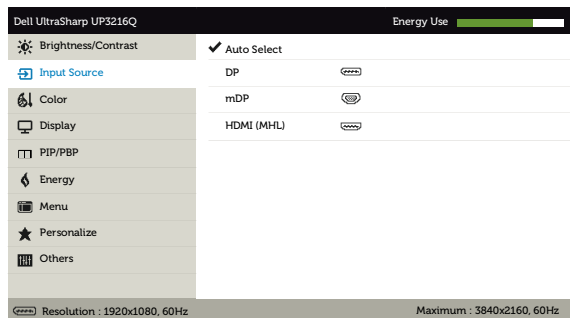 Dell UltraSharp UP3216Q Energy Use
Brightness/Contrast
Auto Select
Input Source
DP
Color
mDP
Display
HDMI (MHL)
PIP/PBP
Energy
Menu
Personalize
Others
Resolution : 1920x1080, 60Hz Maximum : 3840x2160, 60Hz